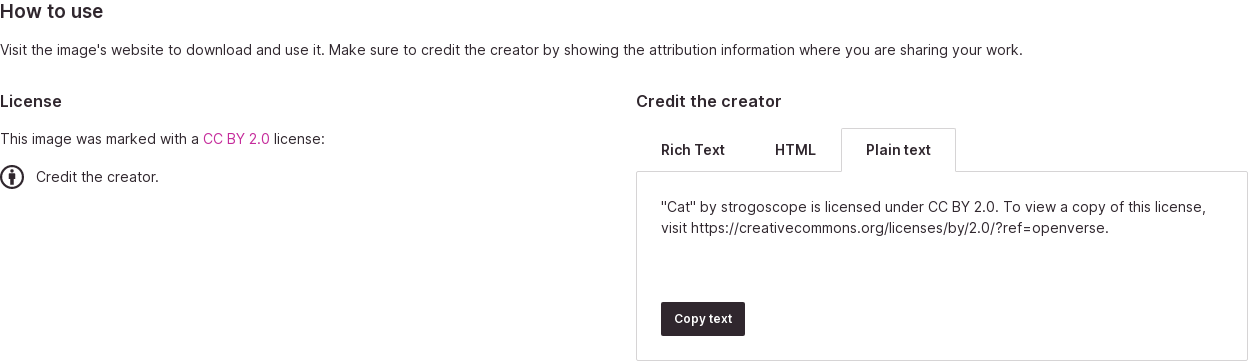 How to use
Visit the image's website to download and use it. Make sure to credit the creator by showing the attribution information where you are sharing your work.
License
This image was marked with a CC BY 2.0 license:
Credit the creator.
Credit the creator
Rich Text
HTML
Plain text
"Cat" by strogoscope is licensed under CC BY 2.0. To view a copy of this license,
visit https://creativecommons.org/licenses/by/2.0/?ref=openverse.
Copy text